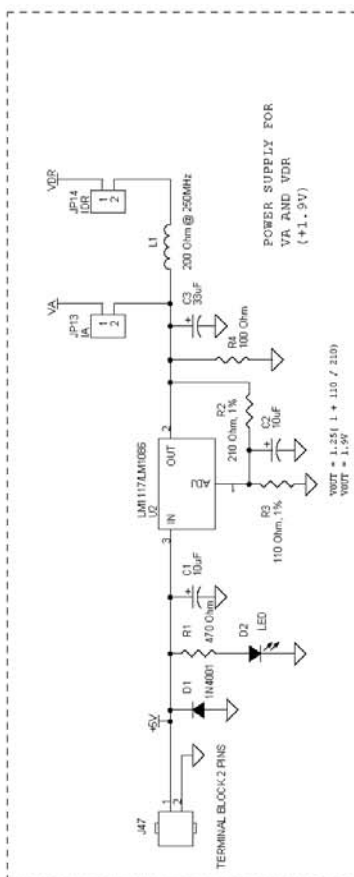 J47
1
2
TERMINAL BLOCK.2 PINS
+5V
D1
1N4001
R1
470 Ohm
D2
LED
C1
10uF
+
LM1117/LM1086
U2
3
IN
OUT
2
ADJ
1
R2
210 Ohm, 1%
C2
10uF
+
R3
110 Ohm, 1%
VOUT = 1.25( 1 + 110 / 210)
VOUT = 1.9V
R4
100 Ohm
C3
33uF
+
VA
JP13
IA
1
2
L1
200 Ohm @ 250MHz
VDR
JP14
IDR
1
2
POWER SUPPLY FOR
VA AND VDR
(+1.9V)